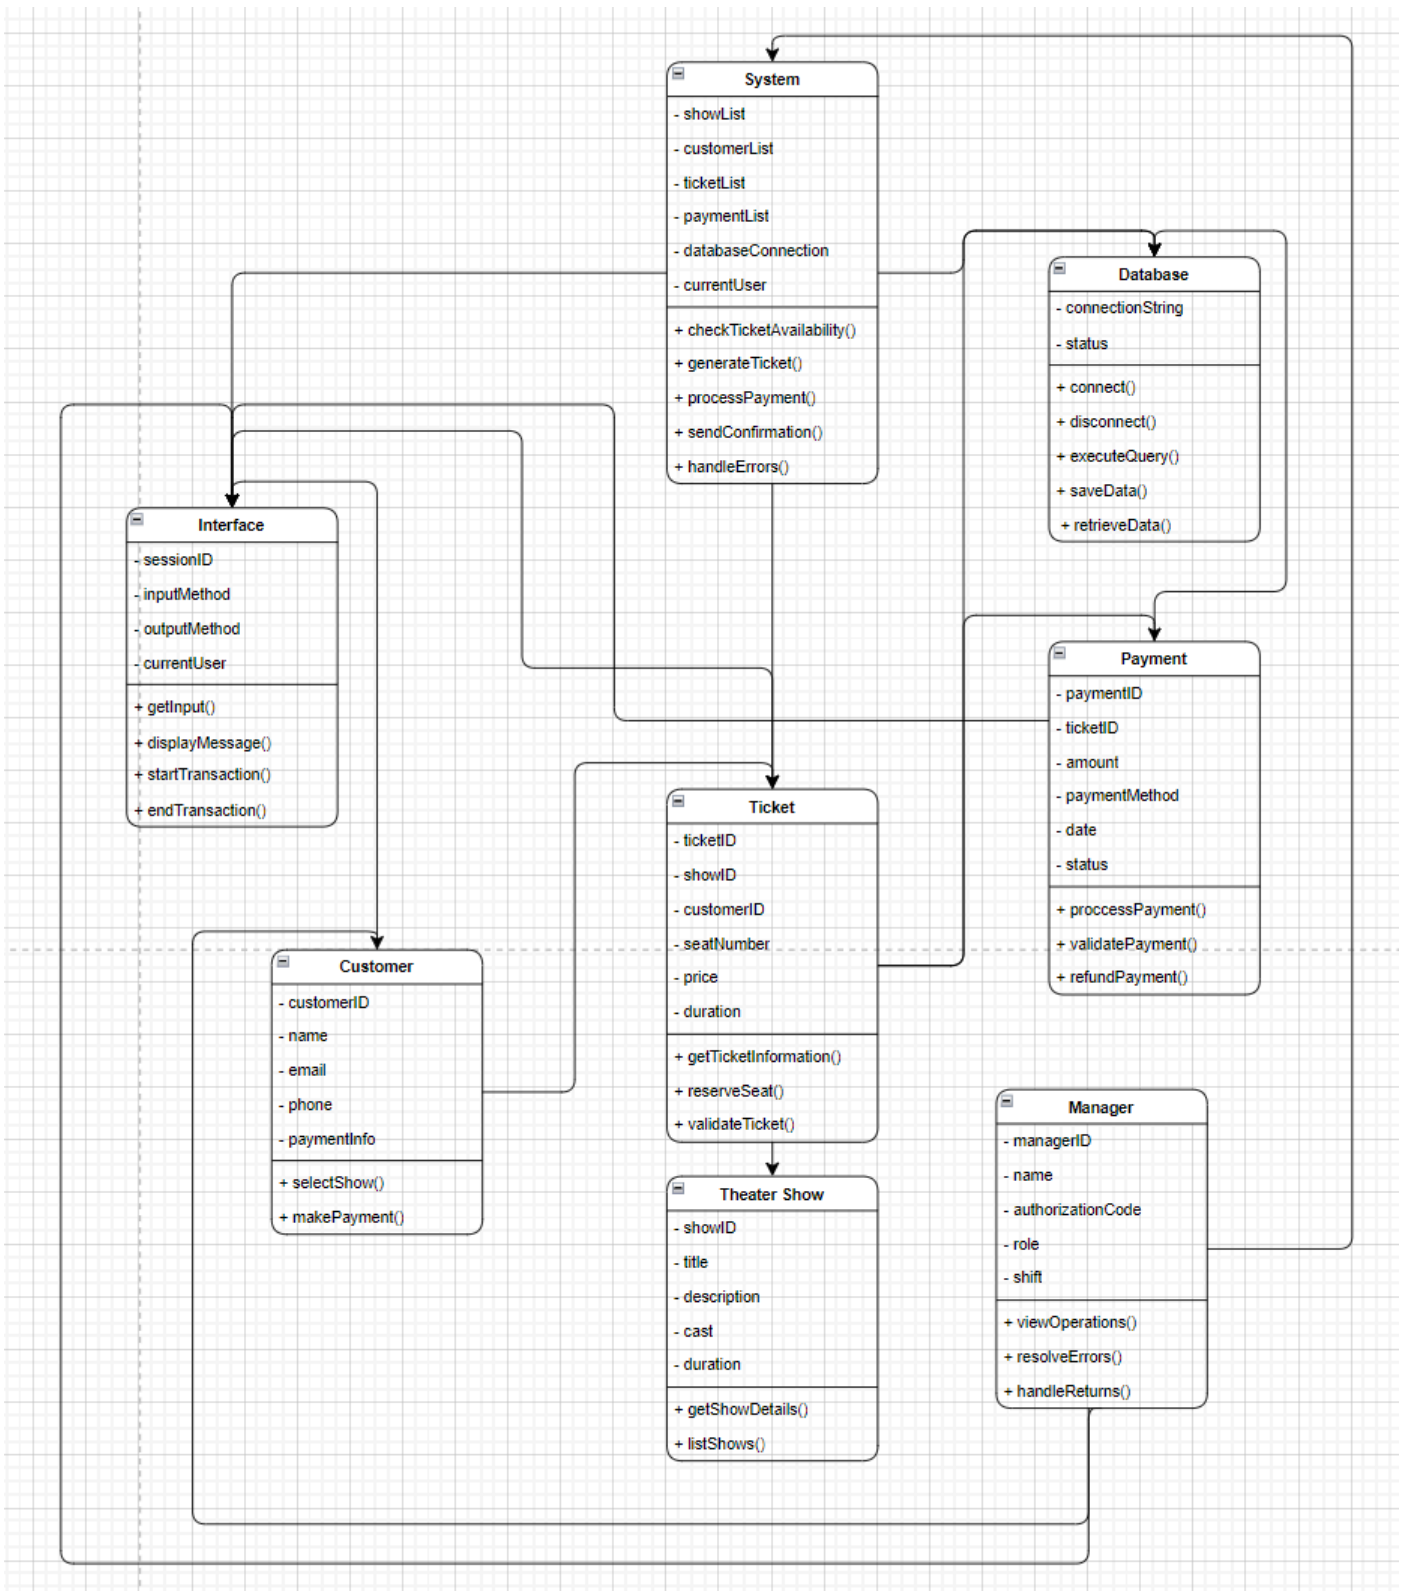 System
- showList
- customerList
- ticketList
- paymentList
- databaseConnection
- currentUser
+ checkTicketAvailability()
+ generateTicket()
+ processPayment()
+ sendConfirmation()
+ handleErrors()
Database
- connectionString
- status
+ connect()
+ disconnect()
+ executeQuery()
+ saveData()
+ retrieveData()
Interface
- sessionID
- inputMethod
- outputMethod
- currentUser
+ getInput()
+ displayMessage()
+ startTransaction()
+ endTransaction()
Payment
- paymentID
- ticketID
- amount
- paymentMethod
- date
- status
+ proccessPayment()
+ validatePayment()
+ refundPayment()
Ticket
- ticketID
- showID
- customerID
- seatNumber
- price
- duration
+ getTicketInformation()
+ reserveSeat()
+ validateTicket()
Customer
- customerID
- name
- email
- phone
- paymentInfo
+ selectShow()
+ makePayment()
Manager
- managerID
- name
- authorizationCode
- role
- shift
+ viewOperations()
+ resolveErrors()
+ handleReturns()
Theater Show
- showID
- title
- description
- cast
- duration
+ getShowDetails()
+ listShows()